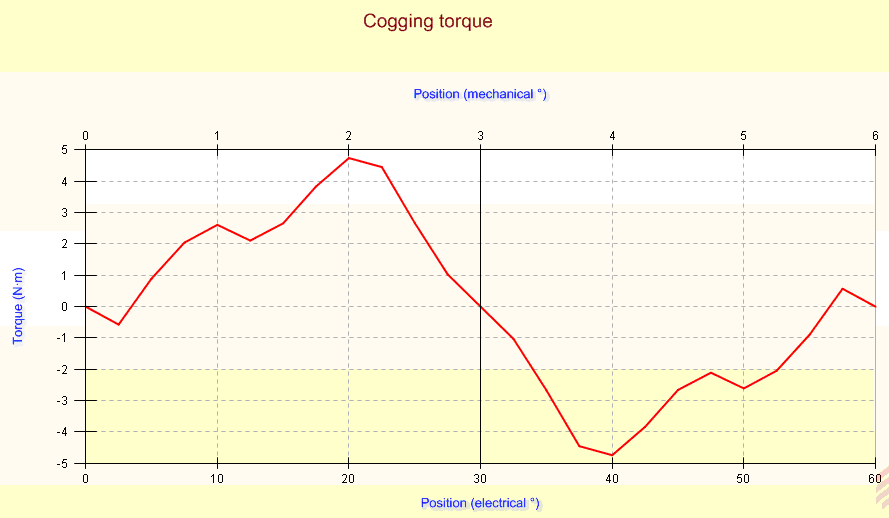 Cogging torque
Position (mechanical °)
0 1 2 3 4 5 6
5
4
3
2
1
0
-1
-2
-3
-4
-5
Torque (N·m)
0 10 20 30 40 50 60
Position (electrical °)